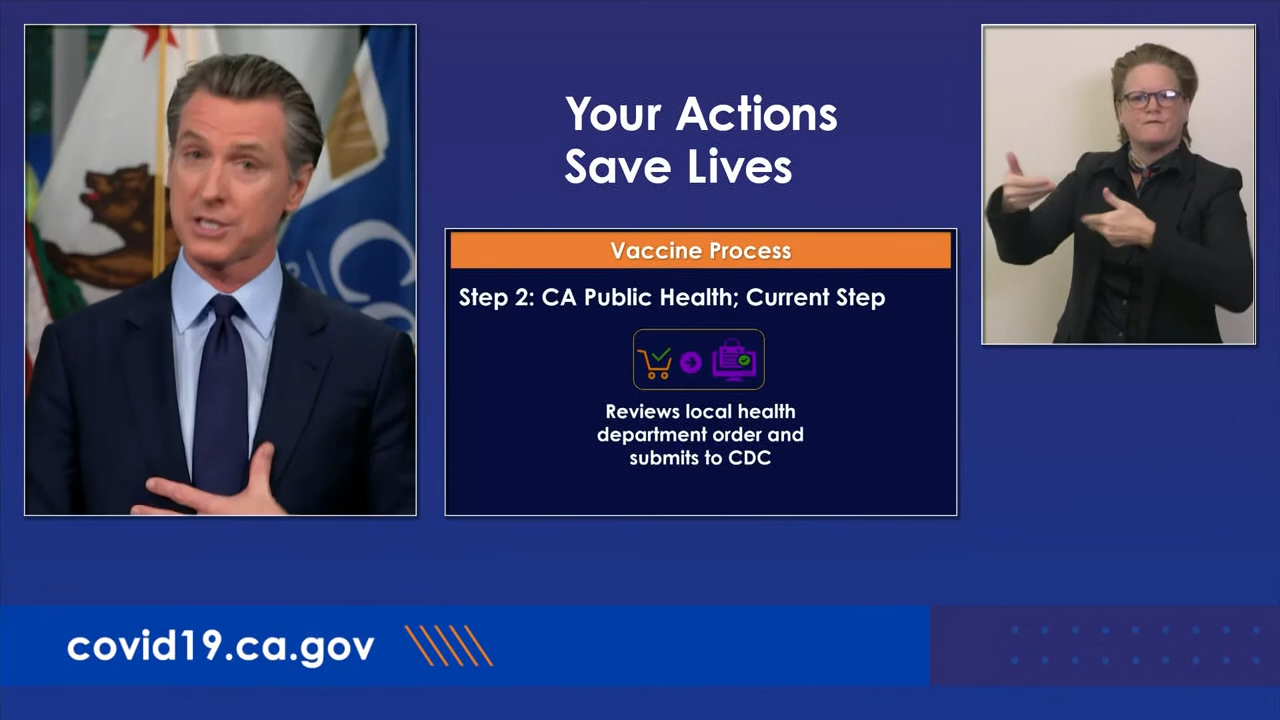 Your Actions
Save Lives
Vaccine Process
Step 2: CA Public Health; Current Step
Reviews local health
department order and
submits to CDC
covid19.ca.gov